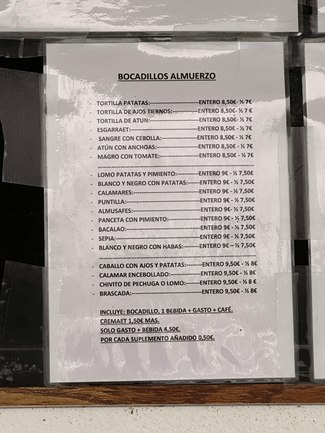 BOCADILLOS ALMUERZO
- TORTILLA PATATAS:---------------ENTERO 8,50€- ½ 7€
- TORTILLA DE AJOS TIERNOS:---------ENTERO 8,50€- ½ 7 €
- TORTILLA DE ATUN:---------------ENTERO 8,50€- ½ 7€
- ESGARRAET:---------------ENTERO 8,50€- ½ 7€
- SANGRE CON CEBOLLA:---------------ENTERO 8,50€- ½ 7€
- ATÚN CON ANCHOAS:---------------ENTERO 8,50€- ½ 7€
- MAGRO CON TOMATE:---------------ENTERO 8,50€- ½ 7€
---------------
- LOMO PATATAS Y PIMIENTO:---------ENTERO 9€ - ½ 7,50€
- BLANCO Y NEGRO CON PATATAS:------ENTERO 9€ - ½ 7,50€
- CALAMARES:---------------ENTERO 9€ - ½ 7,50€
- PUNTILLA:---------------ENTERO 9€ - ½ 7,50€
- ALMUSAFES:---------------ENTERO 9€ - ½ 7,50€
- PANCETA CON PIMIENTO:---------ENTERO 9€ - ½ 7,50€
- BACALAO:---------------ENTERO 9€ - ½ 7,50€
- SEPIA:---------------ENTERO 9€ - ½ 7,50€
- BLANCO Y NEGRO CON HABAS:---------ENTERO 9€ – ½ 7,50€
---------------
- CABALLO CON AJOS Y PATATAS:------ENTERO 9,50€ - ½ 8€
- CALAMAR ENCEBOLLADO:---------ENTERO 9,50€ - ½ 8€
- CHIVITO DE PECHUGA O LOMO:------ENTERO 9,50€ - ½ 8 €
- BRASCADA:---------------ENTERO 9,50€ - ½ 8€
INCLUYE: BOCADILLO, 1 BEBIDA + GASTO + CAFÉ.
CREMAET 1,50€ MAS.
SOLO GASTO + BEBIDA 4,50€.
POR CADA SUPLEMENTO AÑADIDO 0,50€.